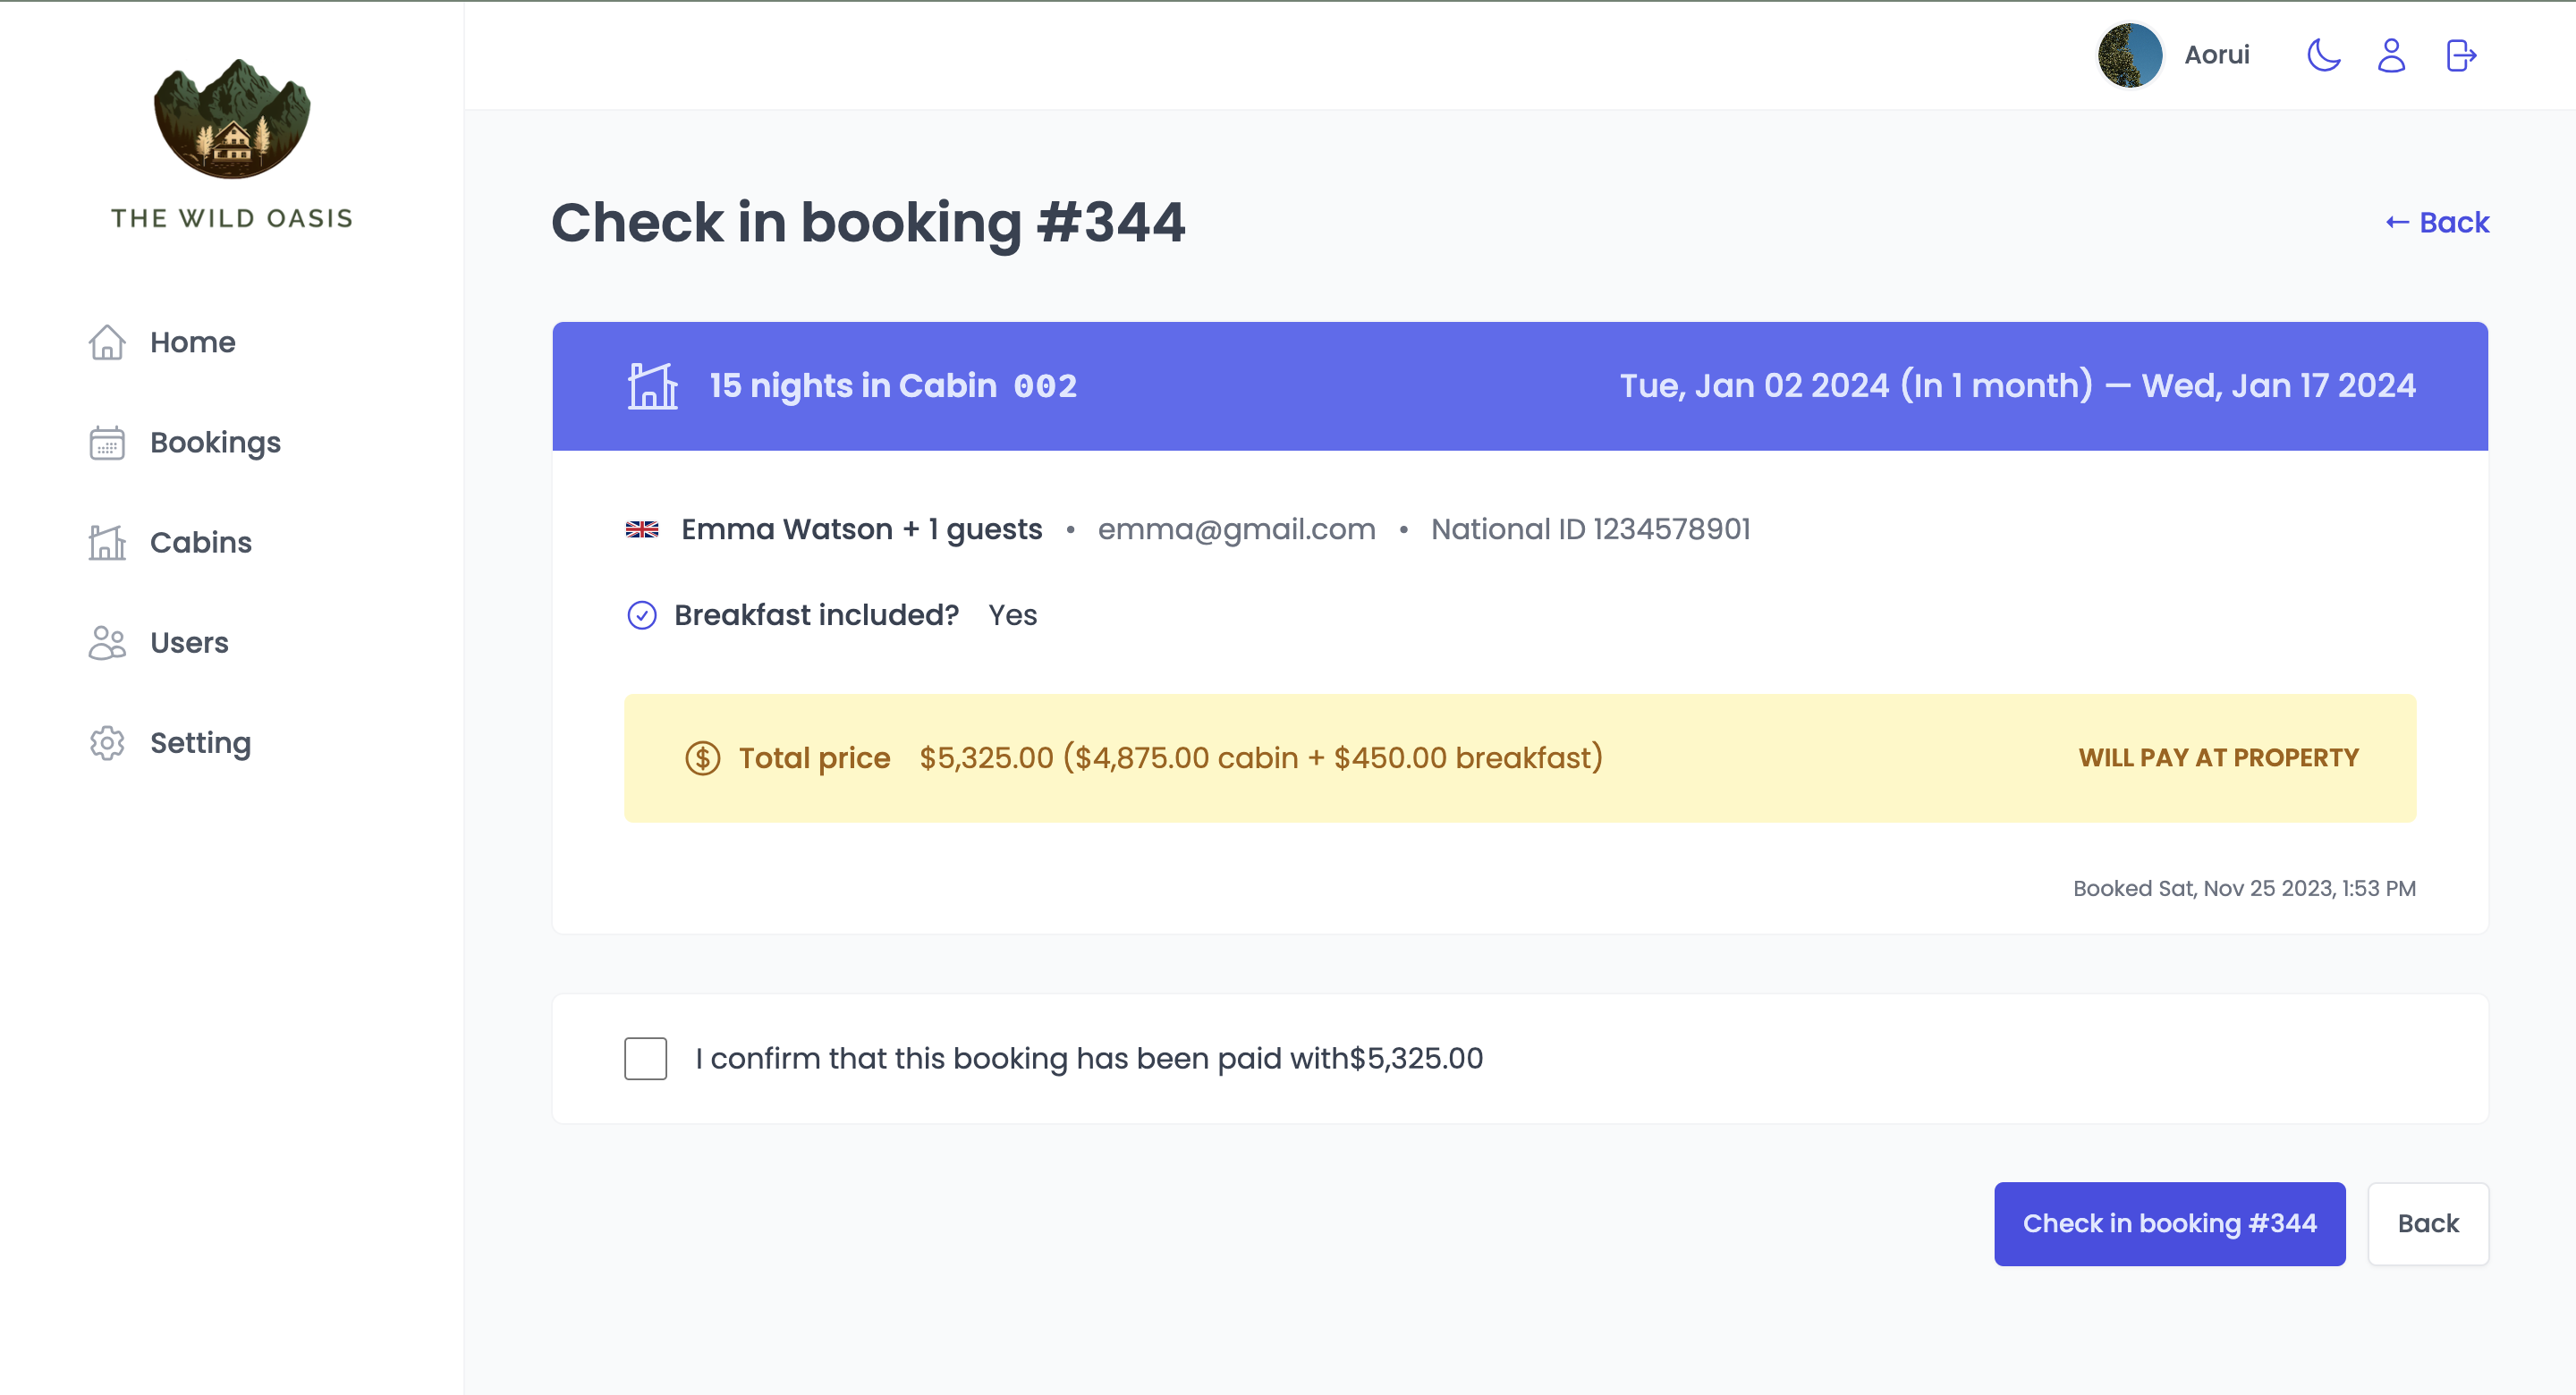 THE WILD OASIS
Home
Bookings
Cabins
Users
Setting
Aorui
Check in booking #344
← Back
15 nights in Cabin 002
Tue, Jan 02 2024 (In 1 month) — Wed, Jan 17 2024
Emma Watson + 1 guests • emma@gmail.com • National ID 1234578901
Breakfast included? Yes
Total price $5,325.00 ($4,875.00 cabin + $450.00 breakfast)
WILL PAY AT PROPERTY
Booked Sat, Nov 25 2023, 1:53 PM
I confirm that this booking has been paid with$5,325.00
Check in booking #344
Back